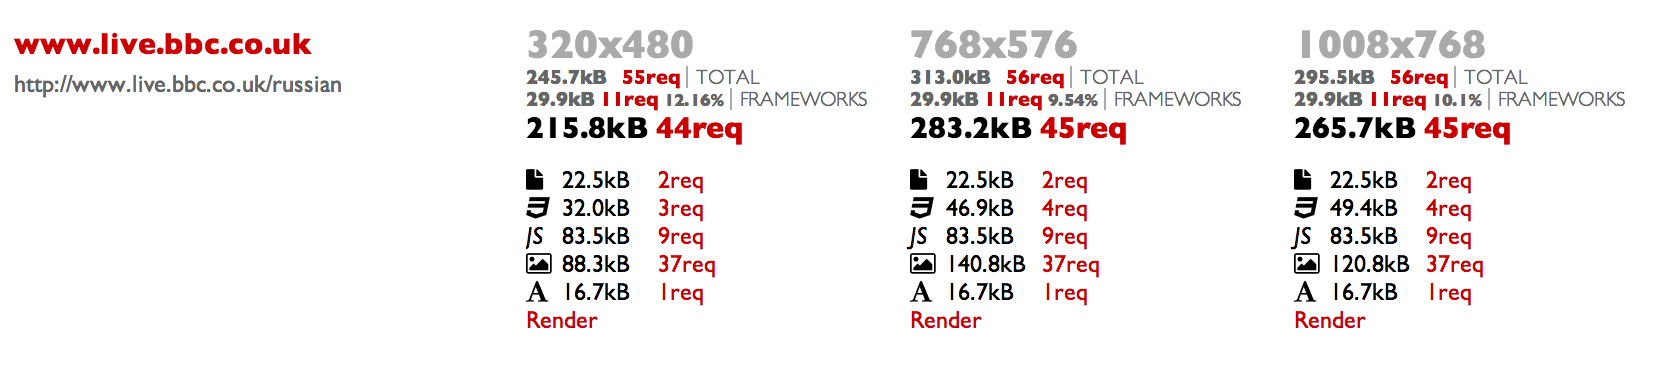 www.live.bbc.co.uk
http://www.live.bbc.co.uk/russian
320x480
245.7kB 55req | TOTAL
29.9kB 11req 12.16% | FRAMEWORKS
215.8kB 44req
22.5kB 2req
32.0kB 3req
JS 83.5kB 9req
88.3kB 37req
A 16.7kB 1req
Render
768x576
313.0kB 56req | TOTAL
29.9kB 11req 9.54% | FRAMEWORKS
283.2kB 45req
22.5kB 2req
46.9kB 4req
JS 83.5kB 9req
140.8kB 37req
A 16.7kB 1req
Render
1008x768
295.5kB 56req | TOTAL
29.9kB 11req 10.1% | FRAMEWORKS
265.7kB 45req
22.5kB 2req
49.4kB 4req
JS 83.5kB 9req
120.8kB 37req
A 16.7kB 1req
Render